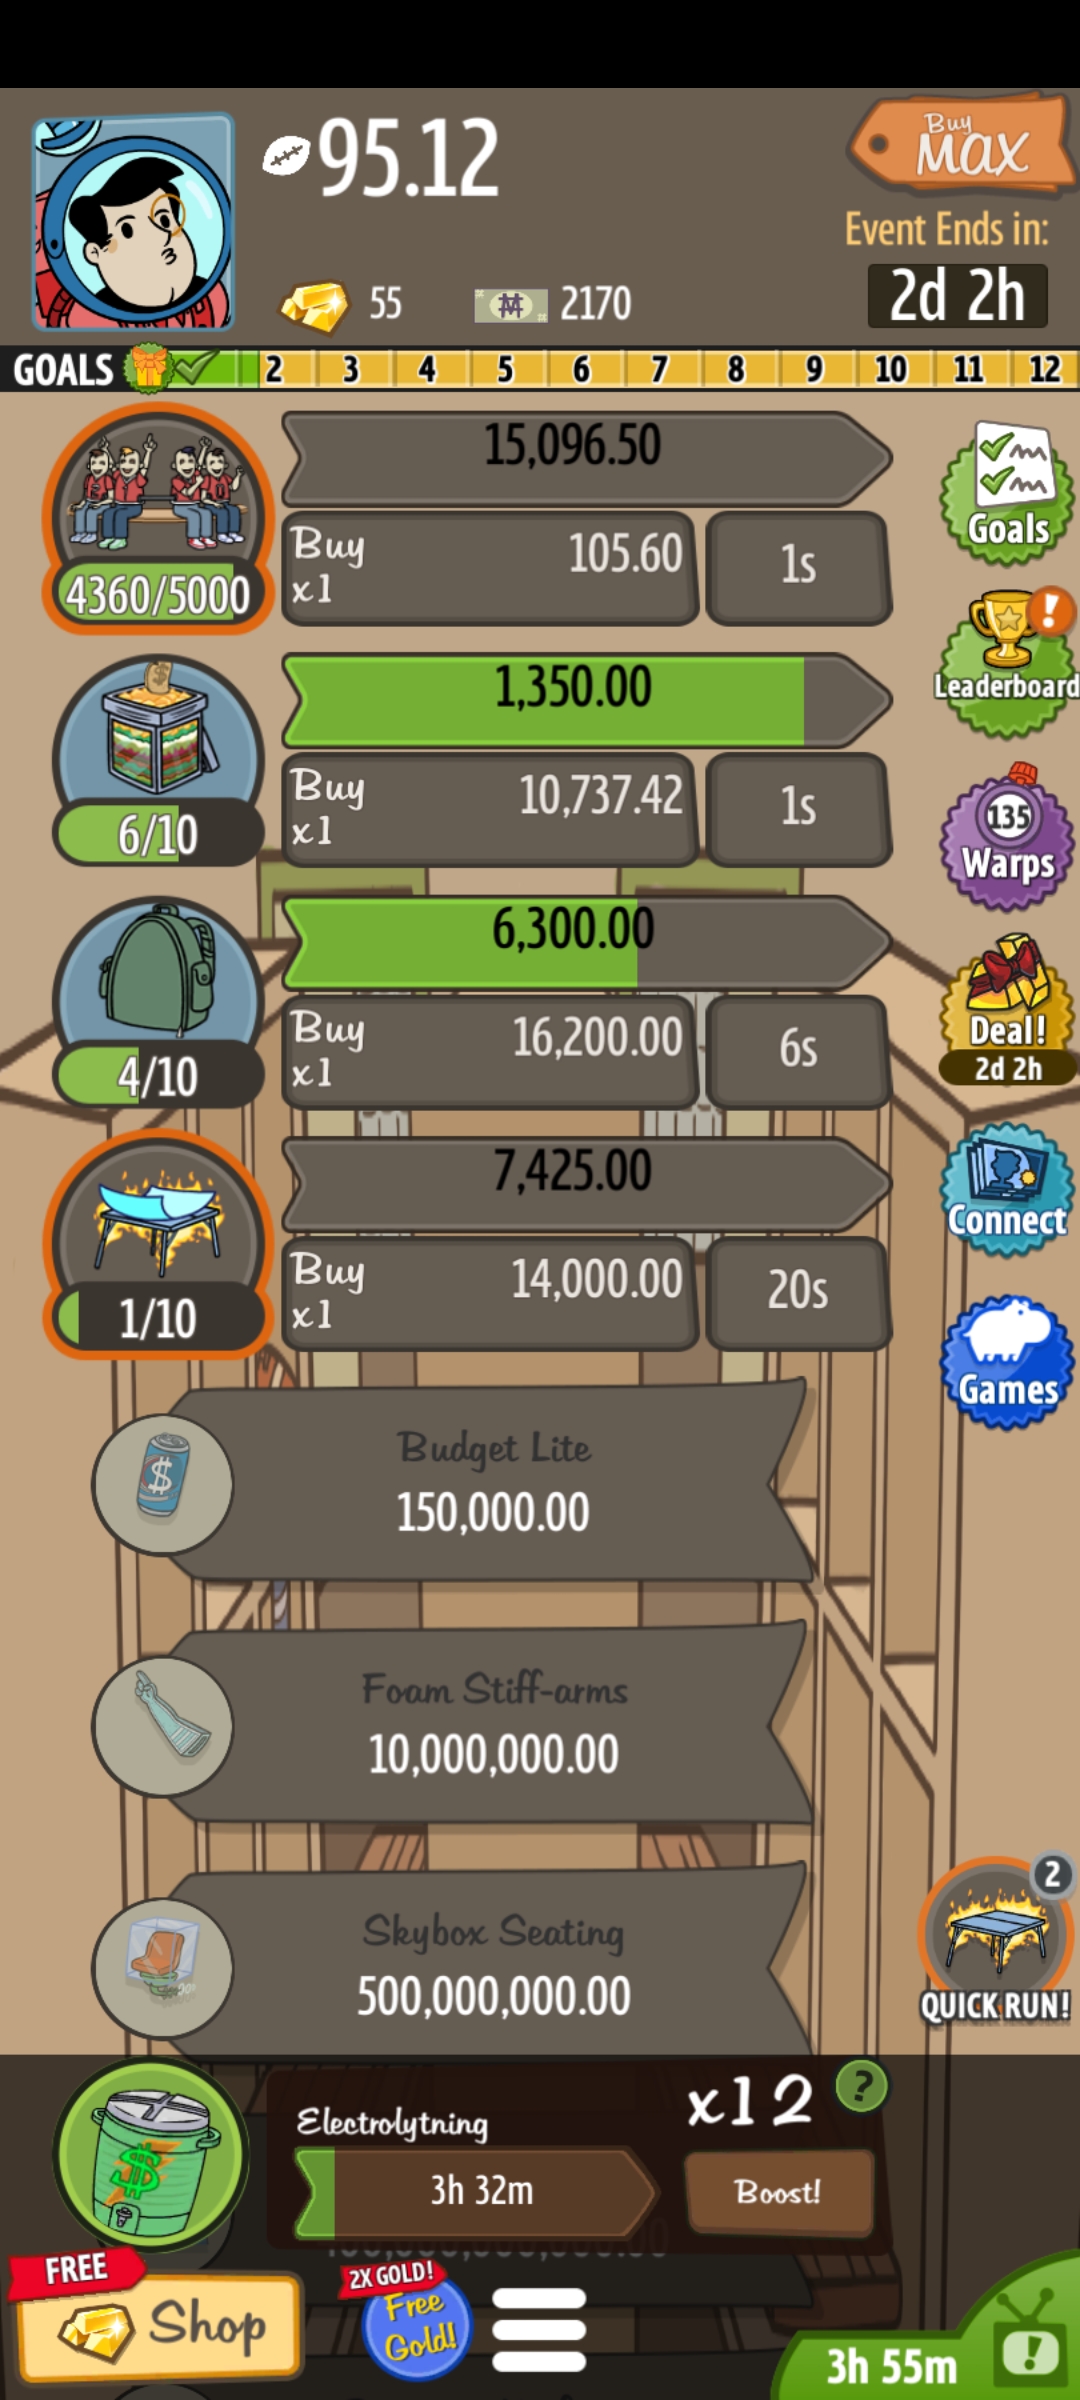 95.12
Buy
MAX
Event Ends in:
55
2170
2d 2h
GOALS 2 3 4 5 6 7 8 9 10 11 12
15,096.50
Buy
x1
105.60
1s
4360/5000
Goals
1,350.00
Buy
x1
10,737.42
1s
6/10
Leaderboard
135
Warps
6,300.00
Buy
x1
16,200.00
6s
4/10
Deal!
2d 2h
7,425.00
Buy
x1
14,000.00
20s
1/10
Connect
Games
Budget Lite
150,000.00
Foam Stiff-arms
10,000,000.00
Skybox Seating
500,000,000.00
2
QUICK RUN!
Electrolytning
x12
?
3h 32m
Boost!
FREE
Shop
2X GOLD!
Free
Gold!
3h 55m